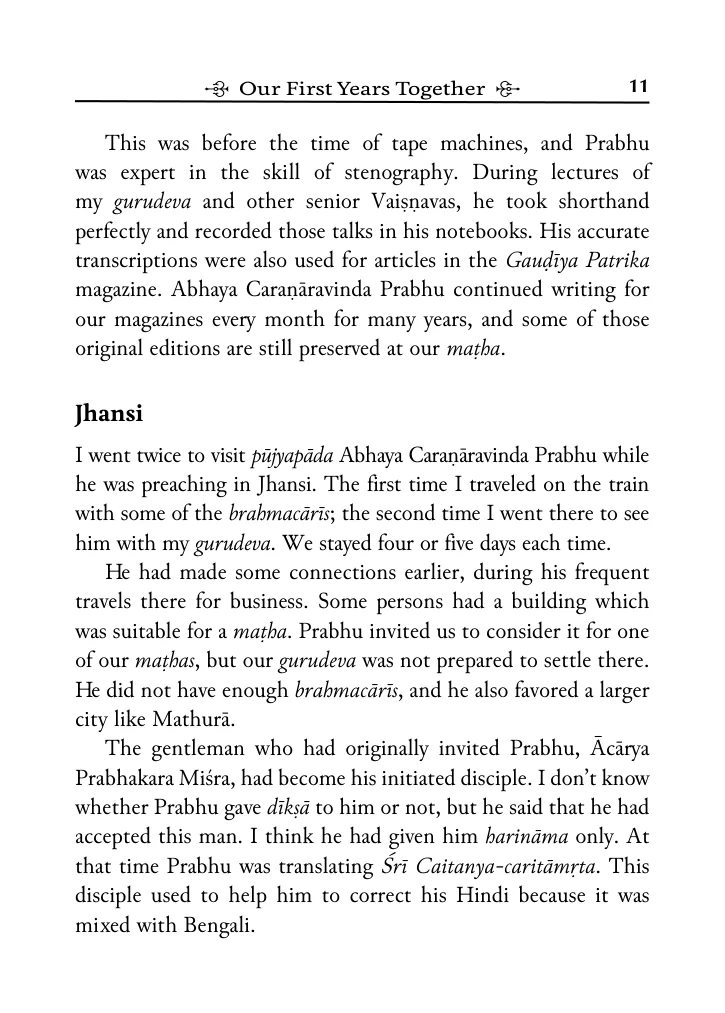 Our First Years Together 11
This was before the time of tape machines, and Prabhu
was expert in the skill of stenography. During lectures of
my gurudeva and other senior Vaiṣṇavas, he took shorthand
perfectly and recorded those talks in his notebooks. His accurate
transcriptions were also used for articles in the Gauḍīya Patrika
magazine. Abhaya Caraṇāravinda Prabhu continued writing for
our magazines every month for many years, and some of those
original editions are still preserved at our maṭha.
Jhansi
I went twice to visit pūjyapāda Abhaya Caraṇāravinda Prabhu while
he was preaching in Jhansi. The first time I traveled on the train
with some of the brahmacārīs; the second time I went there to see
him with my gurudeva. We stayed four or five days each time.
He had made some connections earlier, during his frequent
travels there for business. Some persons had a building which
was suitable for a maṭha. Prabhu invited us to consider it for one
of our maṭhas, but our gurudeva was not prepared to settle there.
He did not have enough brahmacārīs, and he also favored a larger
city like Mathurā.
The gentleman who had originally invited Prabhu, Ācārya
Prabhakara Miśra, had become his initiated disciple. I don’t know
whether Prabhu gave dīkṣā to him or not, but he said that he had
accepted this man. I think he had given him harināma only. At
that time Prabhu was translating Śrī Caitanya-caritāmṛta. This
disciple used to help him to correct his Hindi because it was
mixed with Bengali.